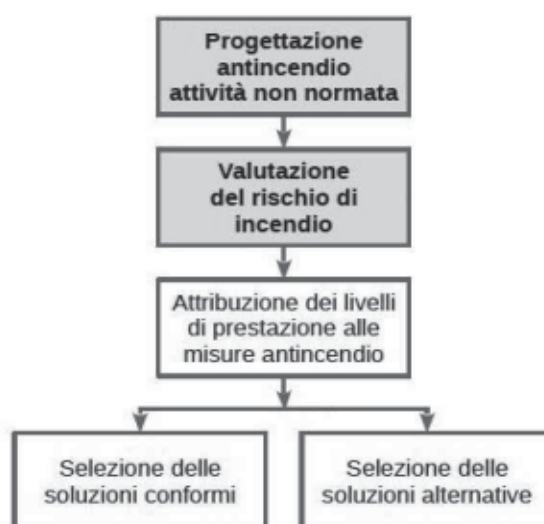 Progettazione
antincendio
attività non normata
Valutazione
del rischio di
incendio
Attribuzione dei livelli
di prestazione alle
misure antincendio
Selezione delle
soluzioni conformi
Selezione delle
soluzioni alternative